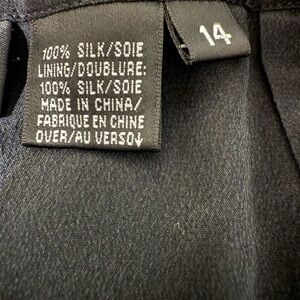 100% SILK/SOIE
LINING/DOUBLURE:
100% SILK/SOIE
MADE IN CHINA/
FABRIQUE EN CHINE
OVER/AU VERSO↓
14